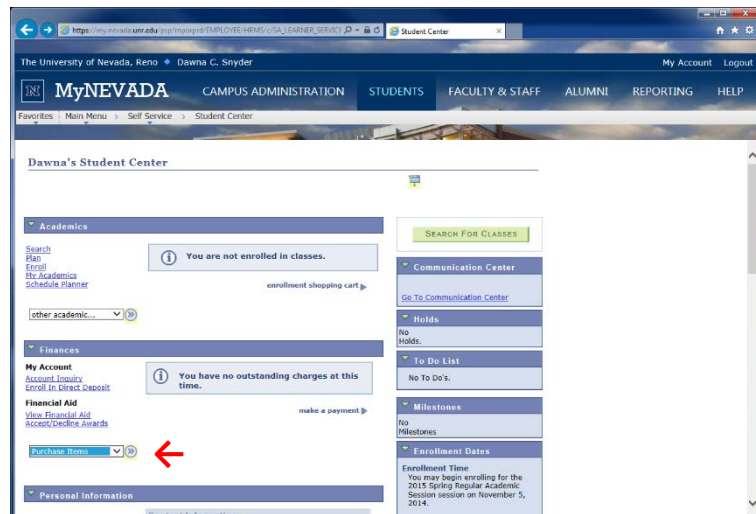 https://my.nevada.unr.edu/psp/rnporprd/EMPLOYEE/HRMS/c/SA_LEARNER_SERVICI
Student Center
The University of Nevada, Reno ◆ Dawna C. Snyder
My Account Logout
N MyNEVADA CAMPUS ADMINISTRATION STUDENTS FACULTY & STAFF ALUMNI REPORTING HELP
Favorites Main Menu > Self Service > Student Center
Dawna's Student Center
Academics
Search
Plan
Enroll
My Academics
Schedule Planner
You are not enrolled in classes.
enrollment shopping cart
other academic...
Finances
My Account
Account Inquiry
Enroll In Direct Deposit
Financial Aid
View Financial Aid
Accept/Decline Awards
You have no outstanding charges at this
time.
make a payment
Purchase Items
Personal Information
SEARCH FOR CLASSES
Communication Center
Go To Communication Center
Holds
No
Holds.
To Do List
No To Do's.
Milestones
No
Milestones
Enrollment Dates
Enrollment Time
You may begin enrolling for the
2015 Spring Regular Academic
Session session on November 5,
2014.